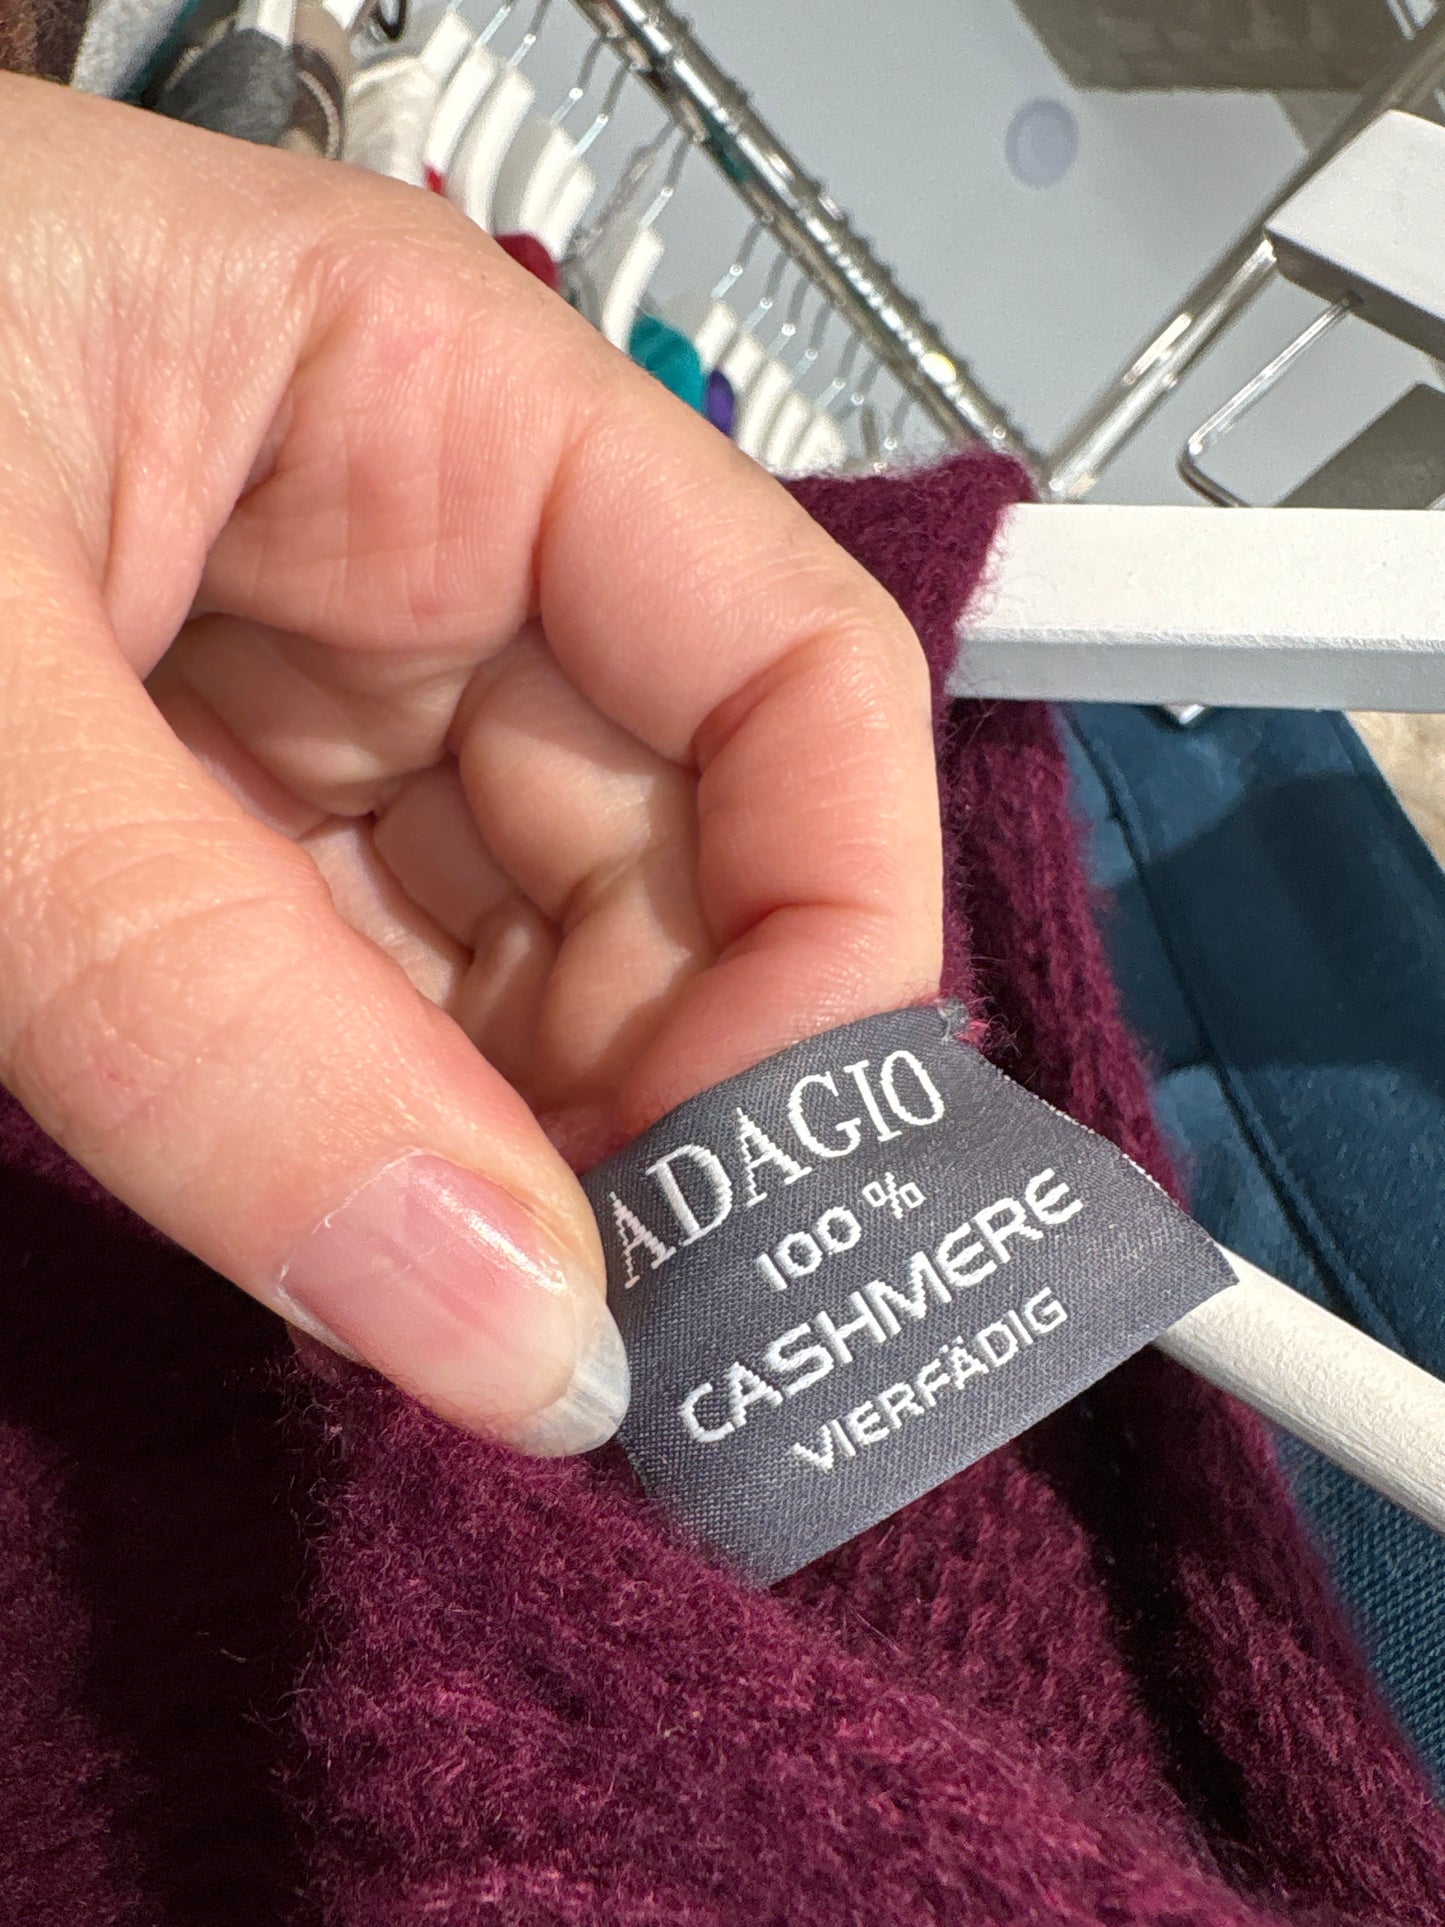 ADAGIO
100 %
CASHMERE
VIERFÄDIG